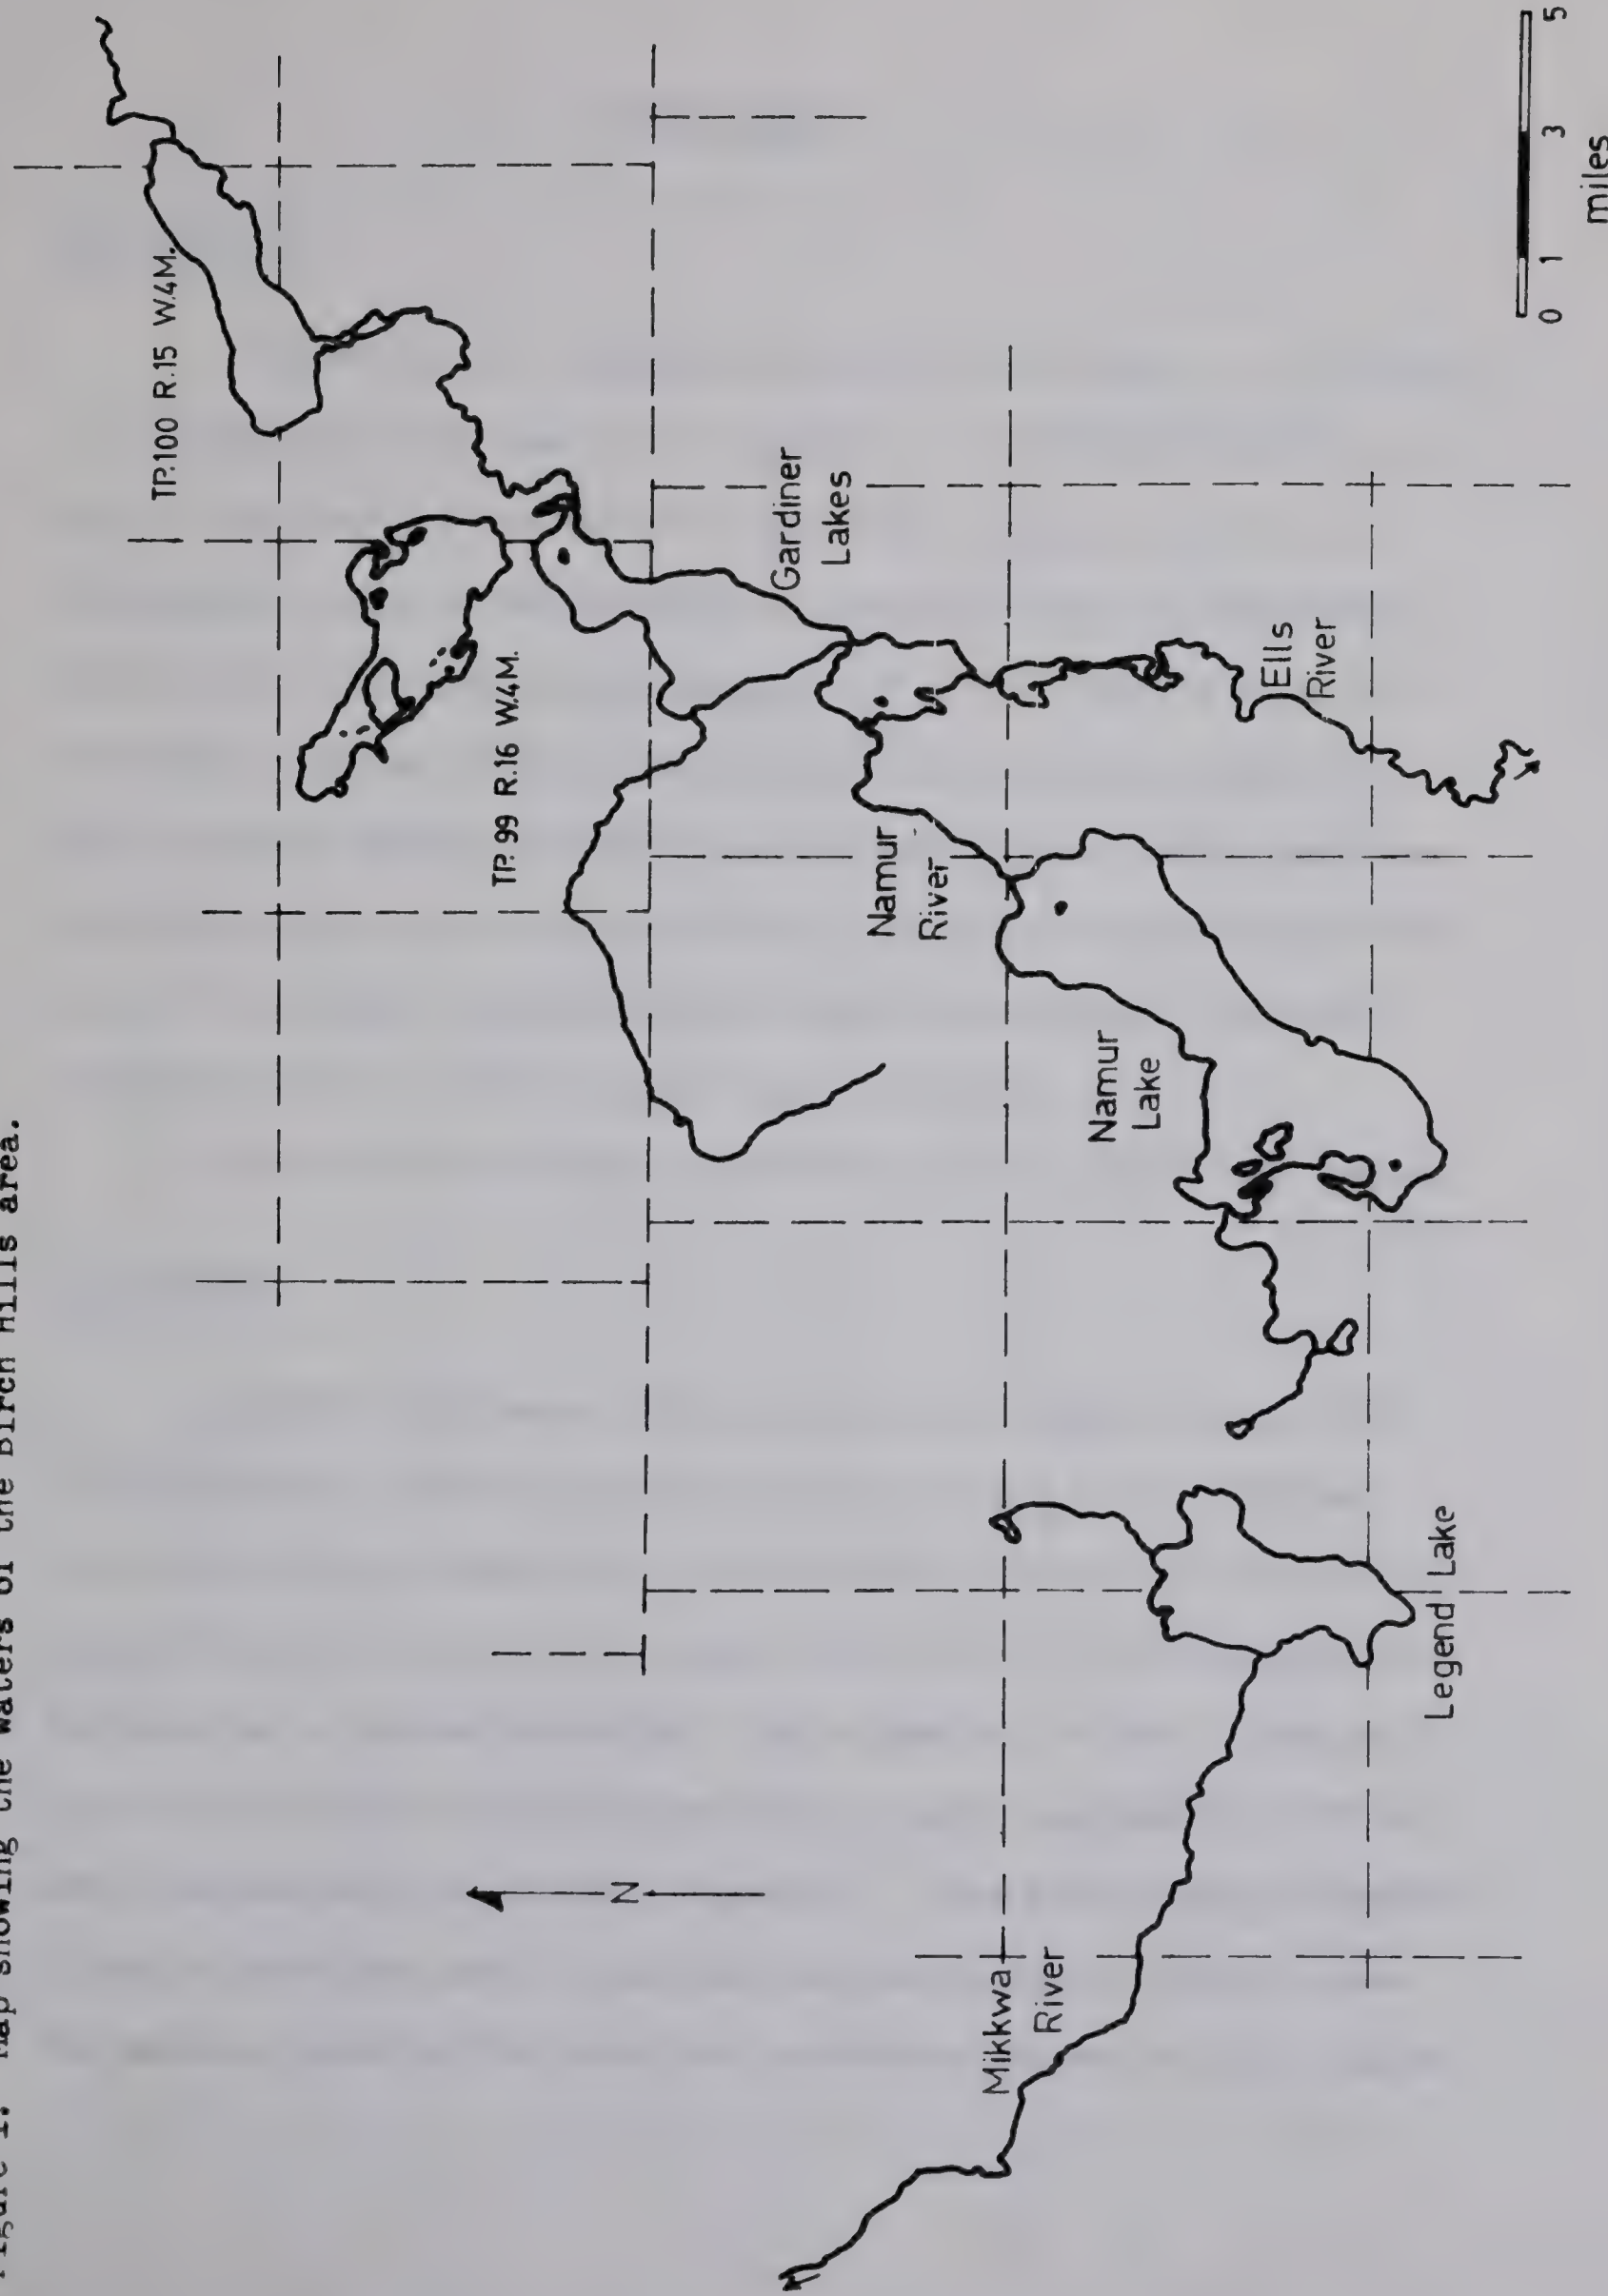 Figure 1. Map showing the waters of the Birch Hills area.
TP.100 R.15 W.4M.
TP. 99 R.16 W.4M.
Gardiner
Lakes
Namur
River
Ells
River
Namur
Lake
Mikkwa
River
Legend Lake
N
0 1 3 5
miles